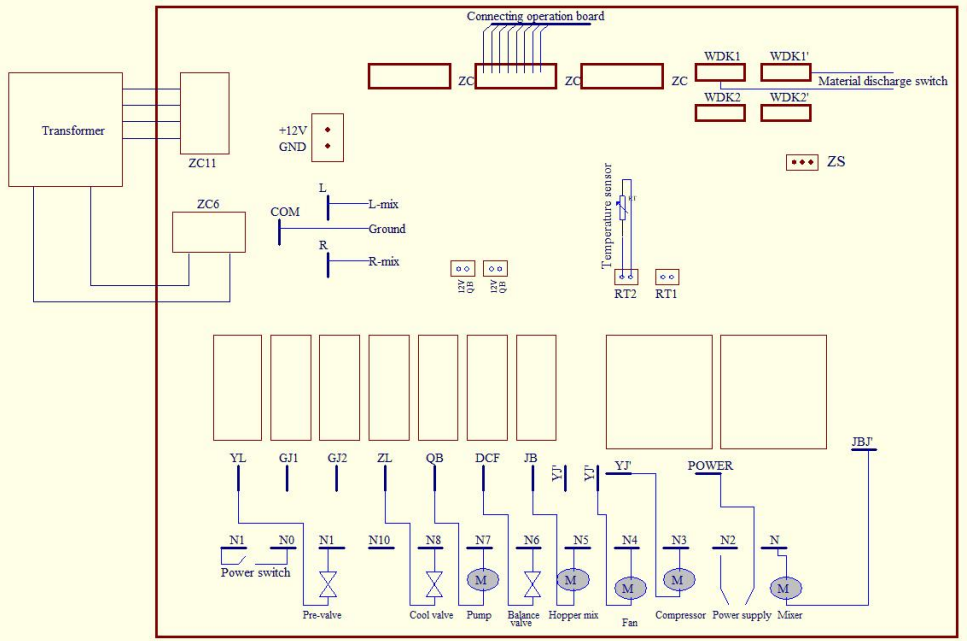 Connecting operation board
ZC
ZC
ZC
WDK1
WDK1'
Material discharge switch
WDK2
WDK2'
Transformer
ZC11
+12V
GND
ZS
Temperature sensor
RT
L
L-mix
ZC6
COM
Ground
R
R-mix
12V
QB
12V
QB
RT2
RT1
YL
GJ1
GJ2
ZL
QB
DCF
JB
YJ'
YJ'
YJ'
POWER
JBJ'
N1
N0
N1
N10
N8
N7
N6
N5
N4
N3
N2
N
Power switch
M
M
M
M
M
Pre-valve
Cool valve
Pump
Balance
valve
Hopper mix
Fan
Compressor
Power supply
Mixer